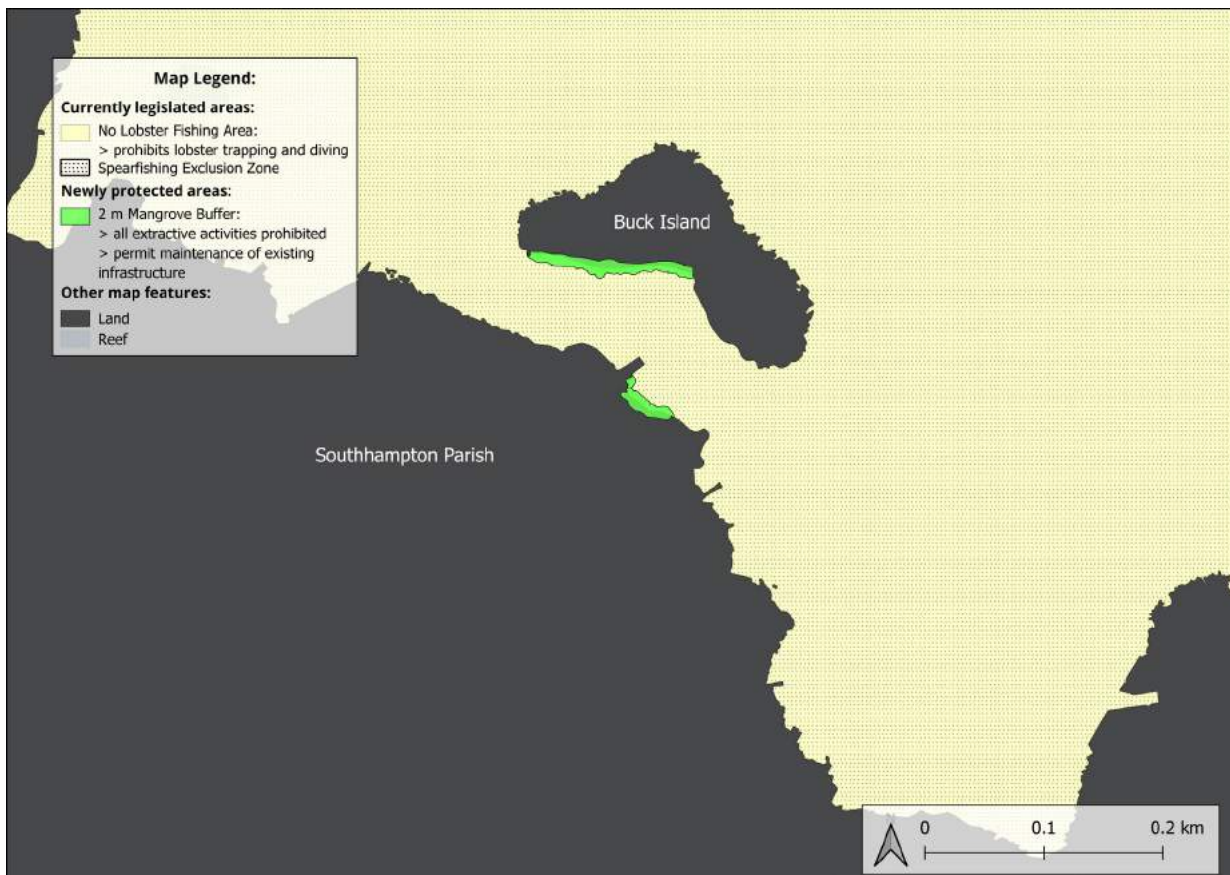 Map Legend:
Currently legislated areas:
No Lobster Fishing Area:
> prohibits lobster trapping and diving
Spearfishing Exclusion Zone
Newly protected areas:
2 m Mangrove Buffer:
> all extractive activities prohibited
> permit maintenance of existing
infrastructure
Other map features:
Land
Reef
Buck Island
Southhampton Parish
0 0.1 0.2 km